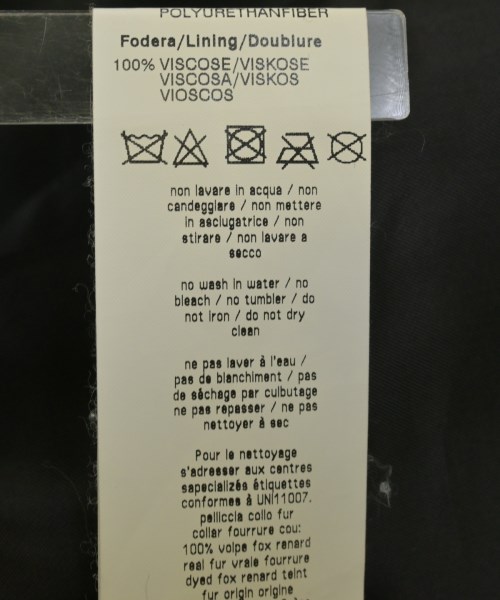 POLYURETHANFIBER
Fodera/Lining/Doublure
100% VISCOSE/VISKOSE
VISCOSA/VISKOS
VIOSCOS
non lavare in acqua / non
candeggiare / non mettere
in asciugatrice / non
stirare / non lavare a
secco
no wash in water / no
bleach / no tumbler / do
not iron / do not dry
clean
ne pas laver à l'eau /
pas de blanchiment / pas
de sèchage par culbutage
ne pas repasser / ne pas
nettoyer à sec
Pour le nettoyage
s'adresser aux centres
sapecializés étiquettes
conformes à UNI11007.
pelliccia collo fur
collar fourrure cou:
100% volpe fox renard
real fur vraie fourrure
dyed fox renard teint
fur origin origine